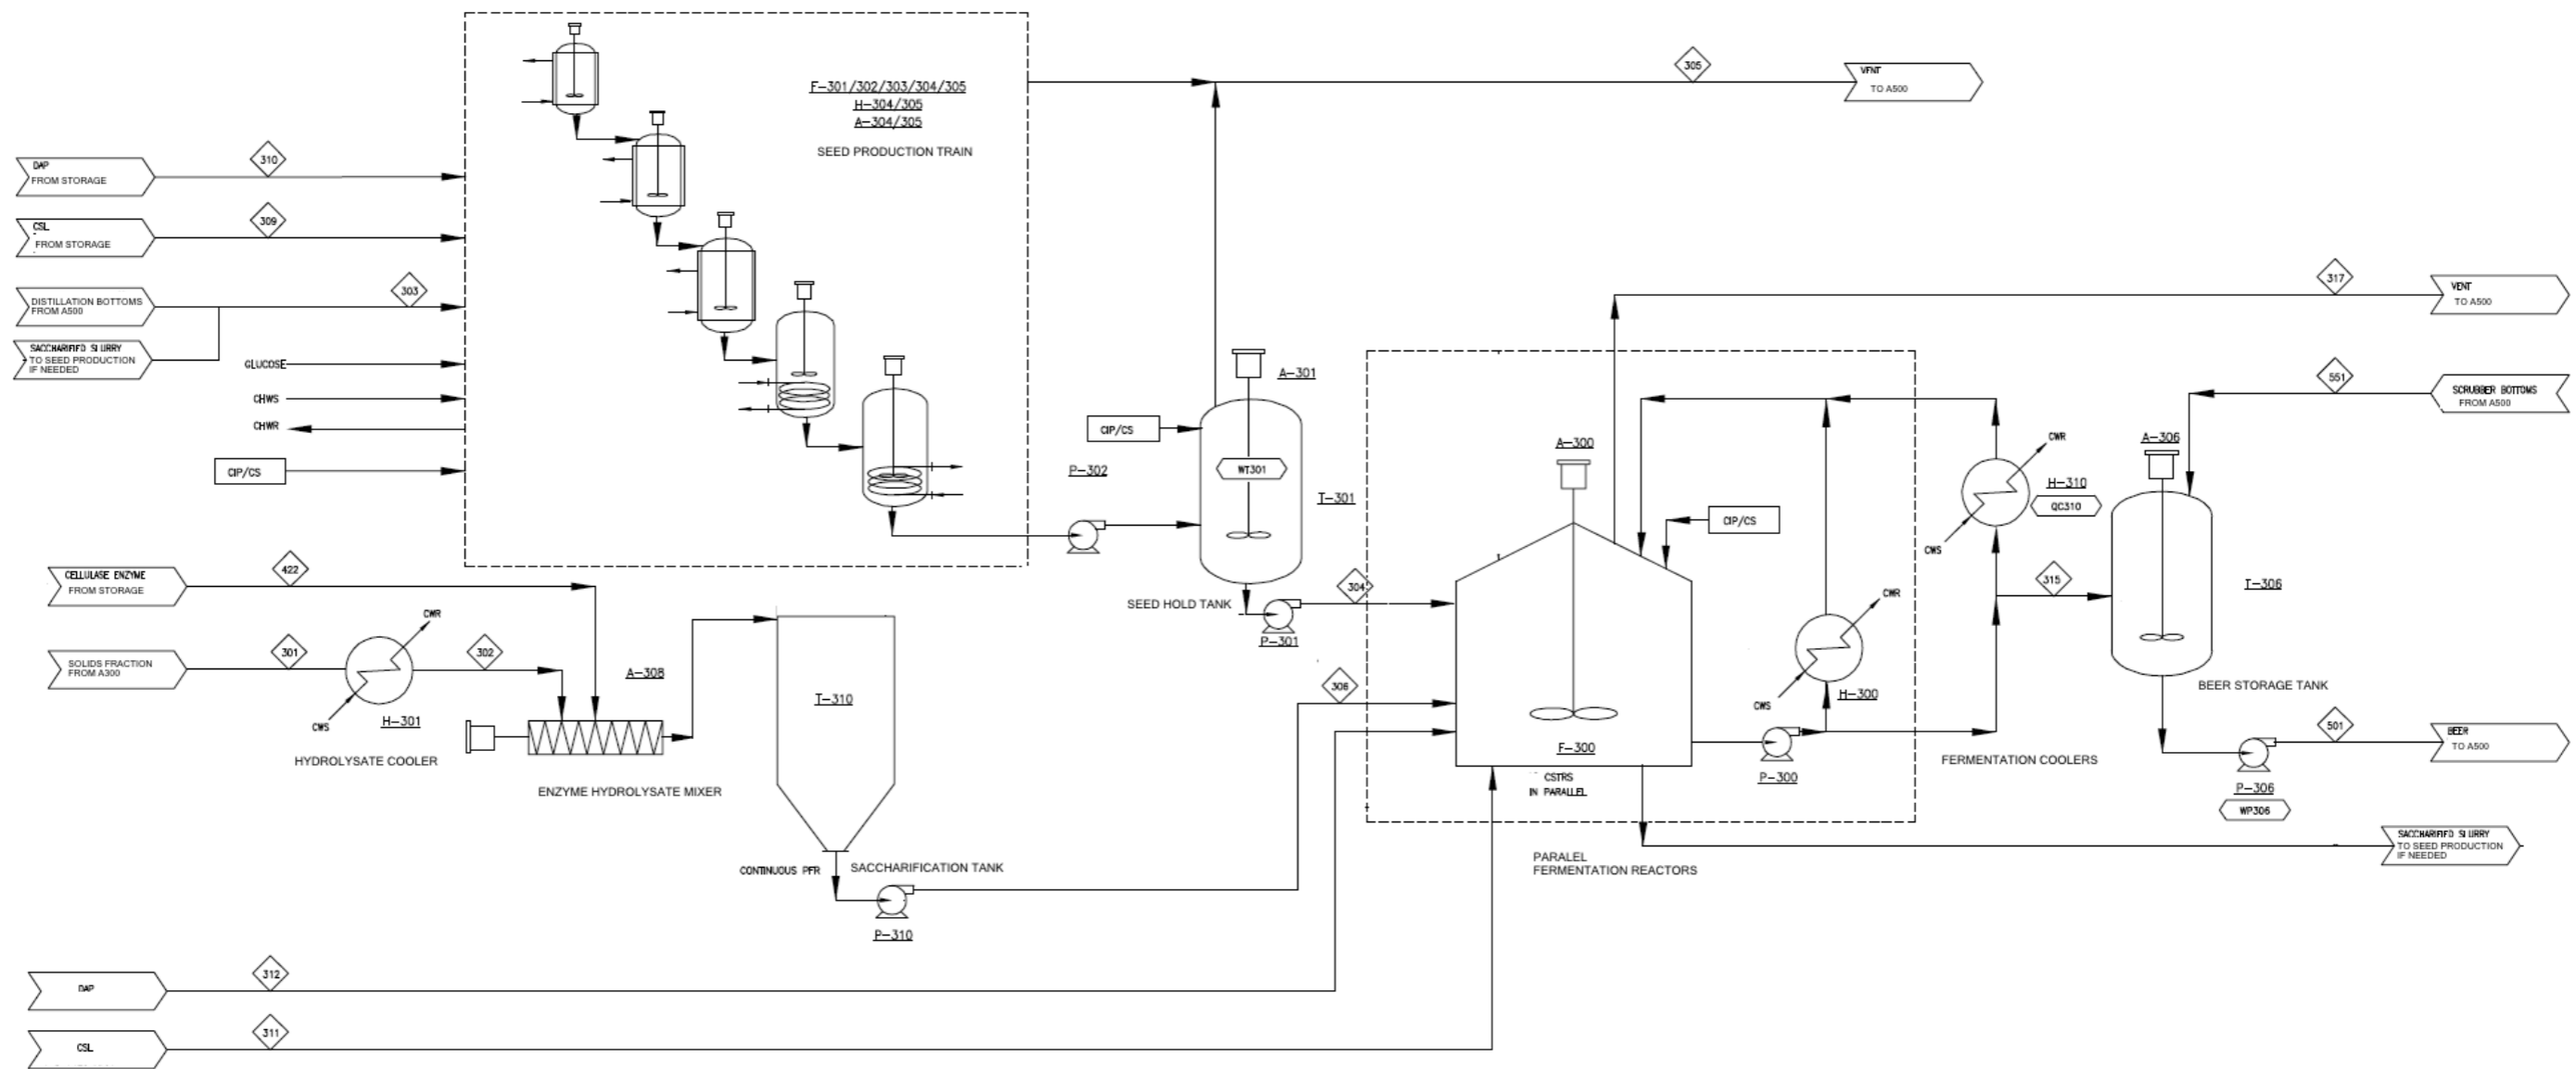 F-301/302/303/304/305
H-304/305
A-304/305
SEED PRODUCTION TRAIN
305
VENT
TO A500
DAP
FROM STORAGE
310
CSL
FROM STORAGE
309
DISTILLATION BOTTOMS
FROM A500
303
SACCHARIFIED SLURRY
TO SEED PRODUCTION
IF NEEDED
GLUCOSE
CHWS
CHWR
CIP/CS
317
VENT
TO A500
551
SCRUBBER BOTTOMS
FROM A500
A-301
CIP/CS
WT301
P-302
T-301
SEED HOLD TANK
P-301
304
A-300
CIP/CS
CWR
H-310
QC310
CWS
A-306
315
T-306
BEER STORAGE TANK
CWR
CWS
H-300
F-300
CSTRS
IN PARALLEL
P-300
FERMENTATION COOLERS
501
BEER
TO A500
P-306
WP306
SACCHARIFIED SLURRY
TO SEED PRODUCTION
IF NEEDED
PARALEL
FERMENTATION REACTORS
CELLULASE ENZYME
FROM STORAGE
422
SOLIDS FRACTION
FROM A300
301
CWR
302
CWS
H-301
HYDROLYSATE COOLER
A-308
ENZYME HYDROLYSATE MIXER
T-310
CONTINUOUS PFR
SACCHARIFICATION TANK
P-310
306
DAP
312
CSL
311